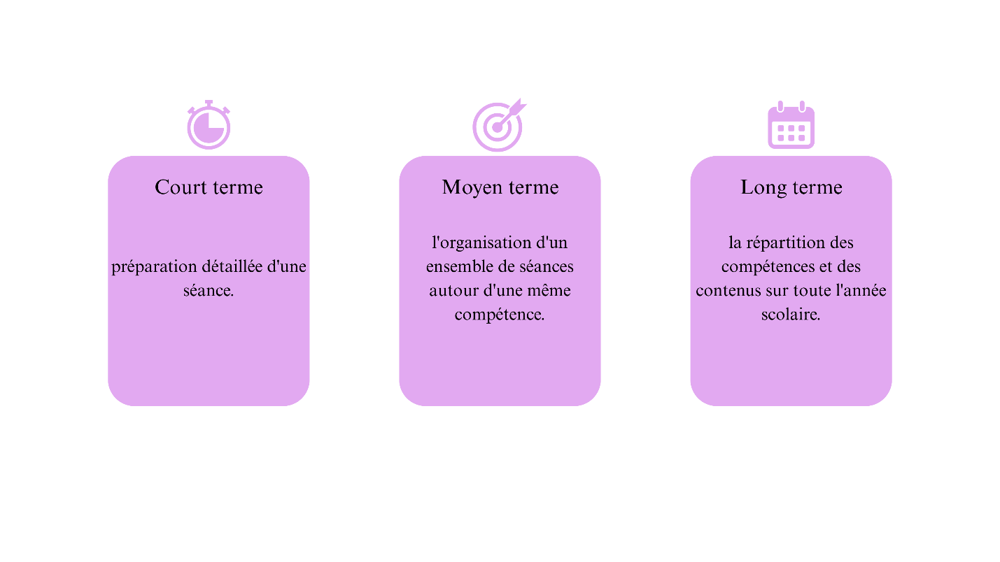 Court terme
préparation détaillée d'une
séance.
Moyen terme
l'organisation d'un
ensemble de séances
autour d'une même
compétence.
Long terme
la répartition des
compétences et des
contenus sur toute l'année
scolaire.